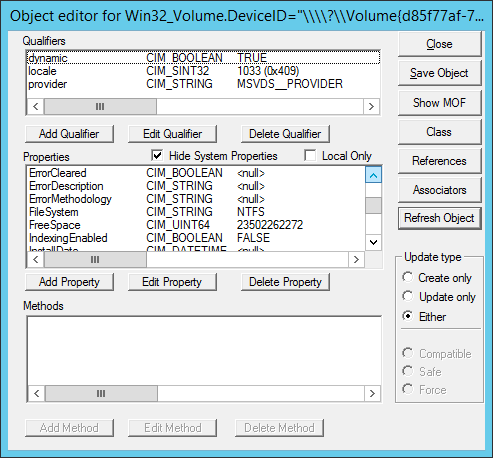 Object editor for Win32_Volume.DeviceID="\\\\?\\Volume{d85f77af-7...
Qualifiers
dynamic CIM_BOOLEAN TRUE
locale CIM_SINT32 1033 (0x409)
provider CIM_STRING MSVDS__PROVIDER
Add Qualifier Edit Qualifier Delete Qualifier
Properties Hide System Properties Local Only
ErrorCleared CIM_BOOLEAN <null>
ErrorDescription CIM_STRING <null>
ErrorMethodology CIM_STRING <null>
FileSystem CIM_STRING NTFS
FreeSpace CIM_UINT64 23502262272
IndexingEnabled CIM_BOOLEAN FALSE
InstallDate CIM_DATETIME <null>
Add Property Edit Property Delete Property
Methods
Add Method Edit Method Delete Method
Close
Save Object
Show MOF
Class
References
Associators
Refresh Object
Update type
Create only
Update only
Either
Compatible
Safe
Force